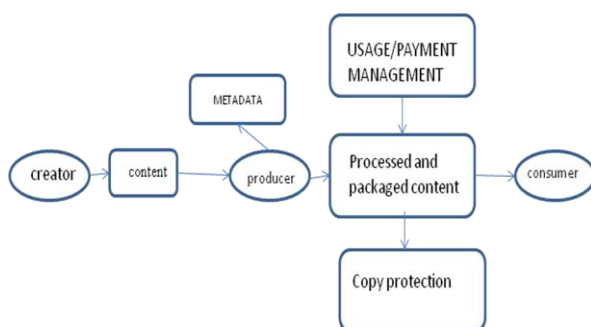 USAGE/PAYMENT
MANAGEMENT
METADATA
creator
content
producer
Processed and
packaged content
consumer
Copy protection